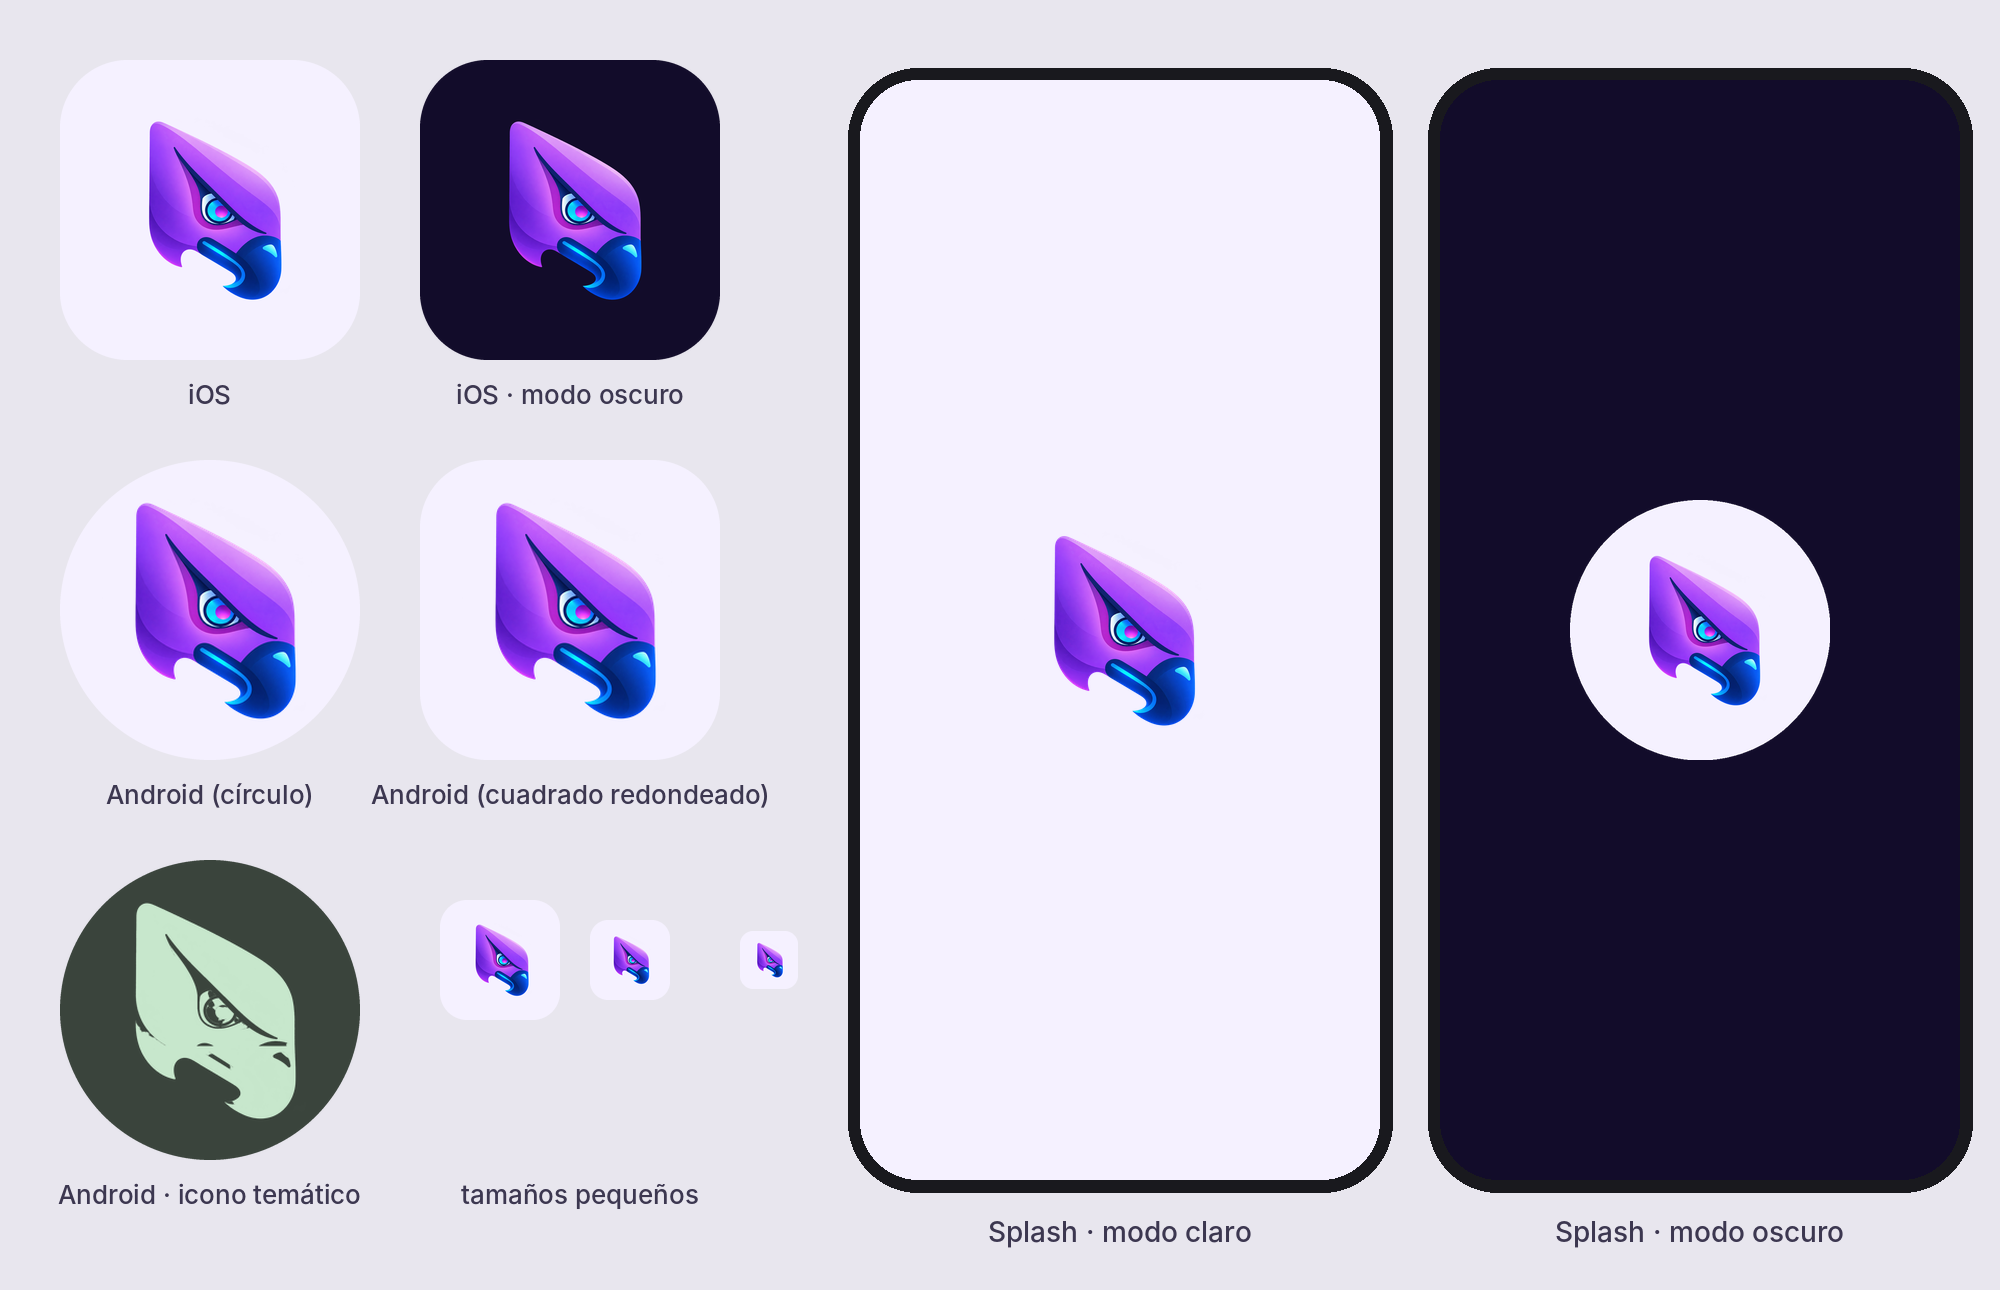 iOS
iOS · modo oscuro
Android (círculo)
Android (cuadrado redondeado)
Android · icono temático
tamaños pequeños
Splash · modo claro
Splash · modo oscuro